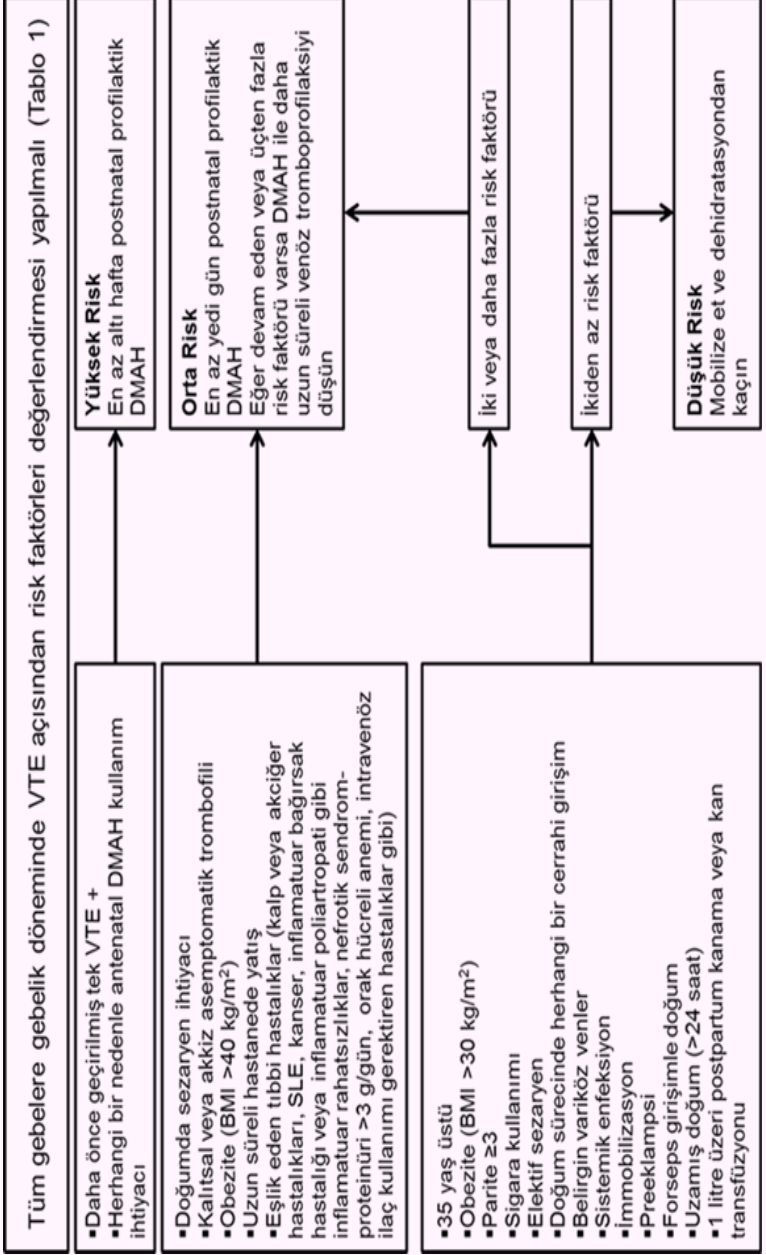 Tüm gebelere gebelik döneminde VTE açısından risk faktörleri değerlendirmesi yapılmalı (Tablo 1)
▪Daha önce geçirilmiş tek VTE +
▪Herhangi bir nedenle antenatal DMAH kullanım
ihtiyacı
Yüksek Risk
En az altı hafta postnatal profilaktik
DMAH
▪Doğumda sezaryen ihtiyacı
▪Kalıtsal veya akkiz asemptomatik trombofili
▪Obezite (BMI >40 kg/m²)
▪Uzun süreli hastanede yatış
▪Eşlik eden tıbbi hastalıklar (kalp veya akciğer
hastalıkları, SLE, kanser, inflamatuar bağırsak
hastalığı veya inflamatuar poliartropati gibi
inflamatuar rahatsızlıklar, nefrotik sendrom-
proteinüri >3 g/gün, orak hücreli anemi, intravenöz
ilaç kullanımı gerektiren hastalıklar gibi)
Orta Risk
En az yedi gün postnatal profilaktik
DMAH
Eğer devam eden veya üçten fazla
risk faktörü varsa DMAH ile daha
uzun süreli venöz tromboprofilaksiyi
düşün
▪35 yaş üstü
▪Obezite (BMI >30 kg/m²)
▪Parite ≥3
▪Sigara kullanımı
▪Elektif sezaryen
▪Doğum sürecinde herhangi bir cerrahi girişim
▪Belirgin variköz venler
▪Sistemik enfeksiyon
▪İmmobilizasyon
▪Preeklampsi
▪Forseps girişimle doğum
▪Uzamış doğum (>24 saat)
▪1 litre üzeri postpartum kanama veya kan
transfüzyonu
İki veya daha fazla risk faktörü
İkiden az risk faktörü
Düşük Risk
Mobilize et ve dehidratasyondan
kaçın